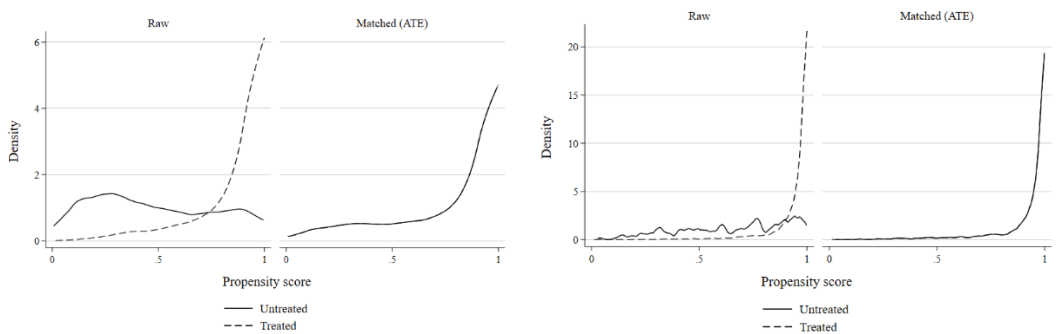 Raw
Matched (ATE)
Density
6
4
2
0
0
.5
1
0
.5
1
Propensity score
Untreated
Treated
Raw
Matched (ATE)
Density
20
15
10
5
0
0
.5
1
0
.5
1
Propensity score
Untreated
Treated